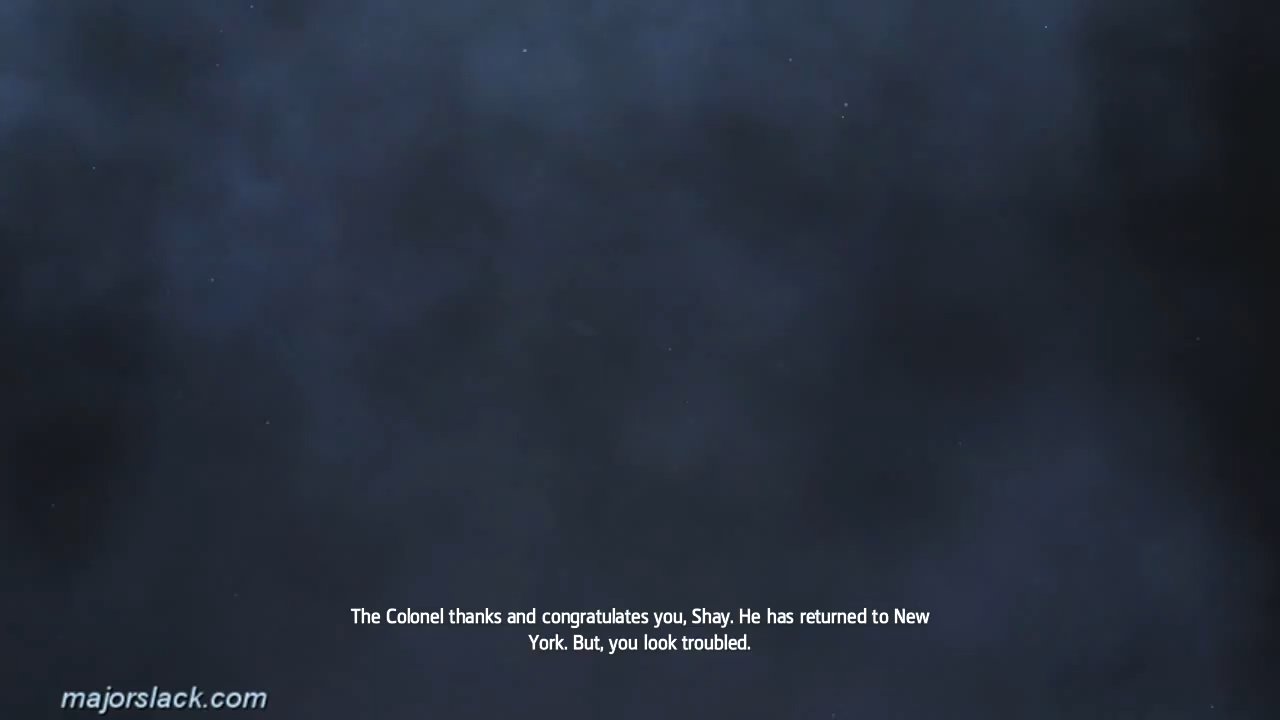 The Colonel thanks and congratulates you, Shay. He has returned to New
York. But, you look troubled.
majorslack.com